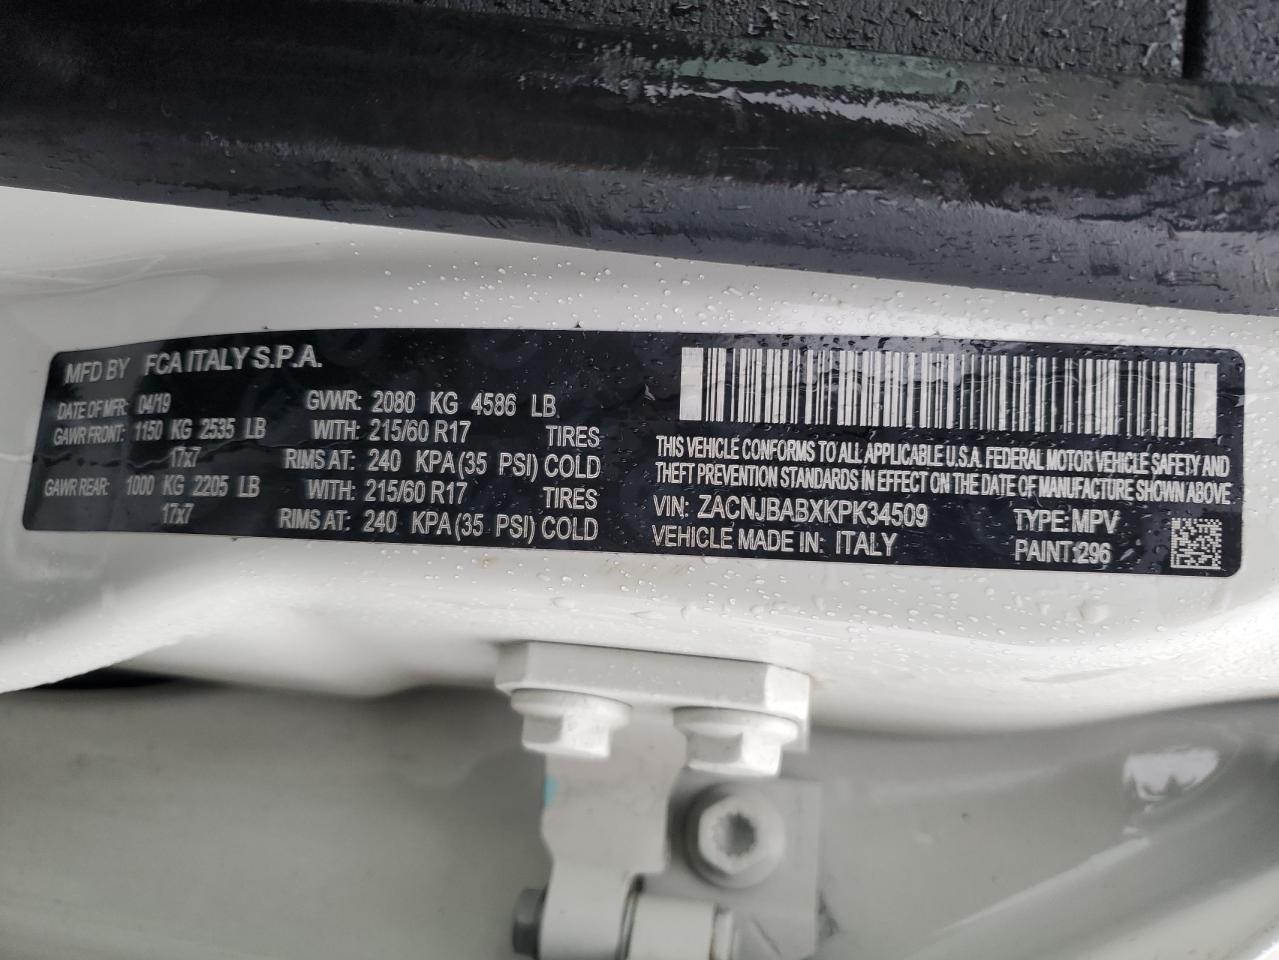 MFD BY FCA ITALY S.P.A.
DATE OF MFR: 04/19 GVWR: 2080 KG 4586 LB
GAWR FRONT: 1150 KG 2535 LB WITH: 215/60 R17 TIRES
17x7 RIMS AT: 240 KPA(35 PSI) COLD
GAWR REAR: 1000 KG 2205 LB WITH: 215/60 R17 TIRES
17x7 RIMS AT: 240 KPA(35 PSI) COLD
THIS VEHICLE CONFORMS TO ALL APPLICABLE U.S.A. FEDERAL MOTOR VEHICLE SAFETY AND
THEFT PREVENTION STANDARDS IN EFFECT ON THE DATE OF MANUFACTURE SHOWN ABOVE
VIN: ZACNJBABXKPK34509 TYPE: MPV
VEHICLE MADE IN: ITALY PAINT: 296